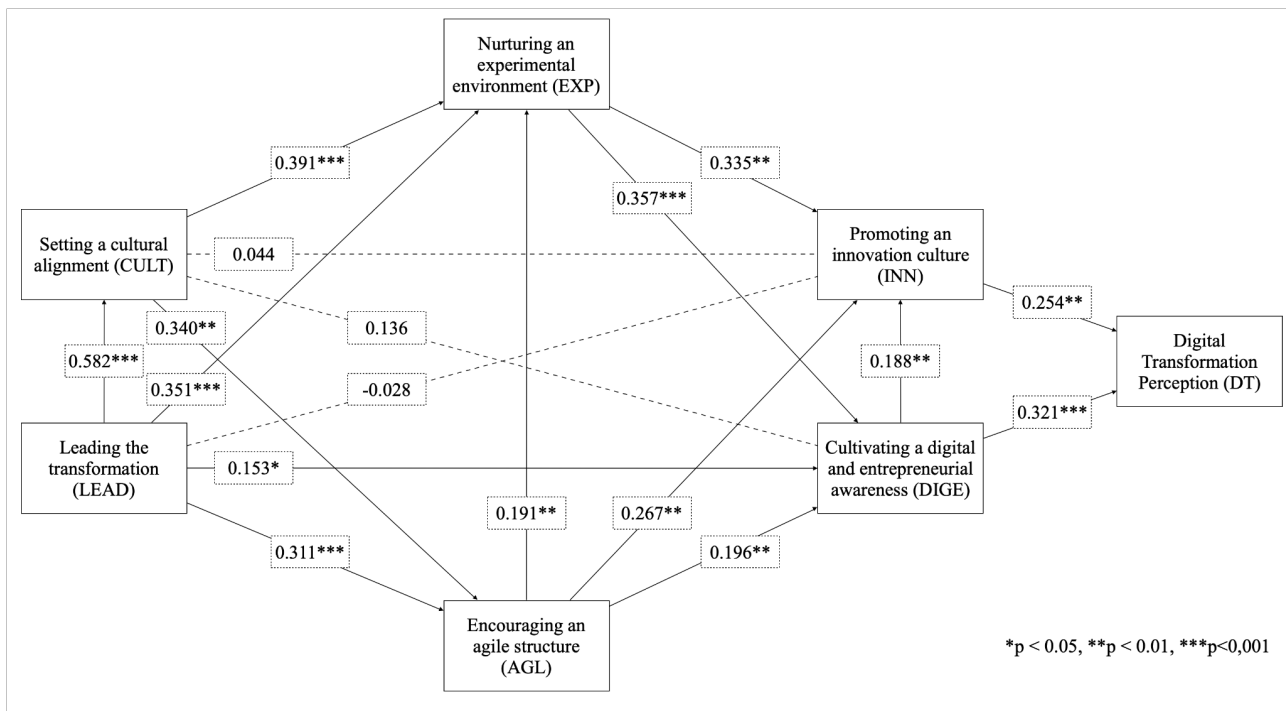 Nurturing an
experimental
environment (EXP)
0.391***
0.335**
0.357***
Setting a cultural
alignment (CULT)
0.044
Promoting an
innovation culture
(INN)
0.340**
0.136
0.254**
0.582***
0.188**
Digital
Transformation
Perception (DT)
0.351***
-0.028
0.321***
Leading the
transformation
(LEAD)
0.153*
Cultivating a digital
and entrepreneurial
awareness (DIGE)
0.191**
0.267**
0.311***
0.196**
Encouraging an
agile structure
(AGL)
*p < 0.05, **p < 0.01, ***p<0,001